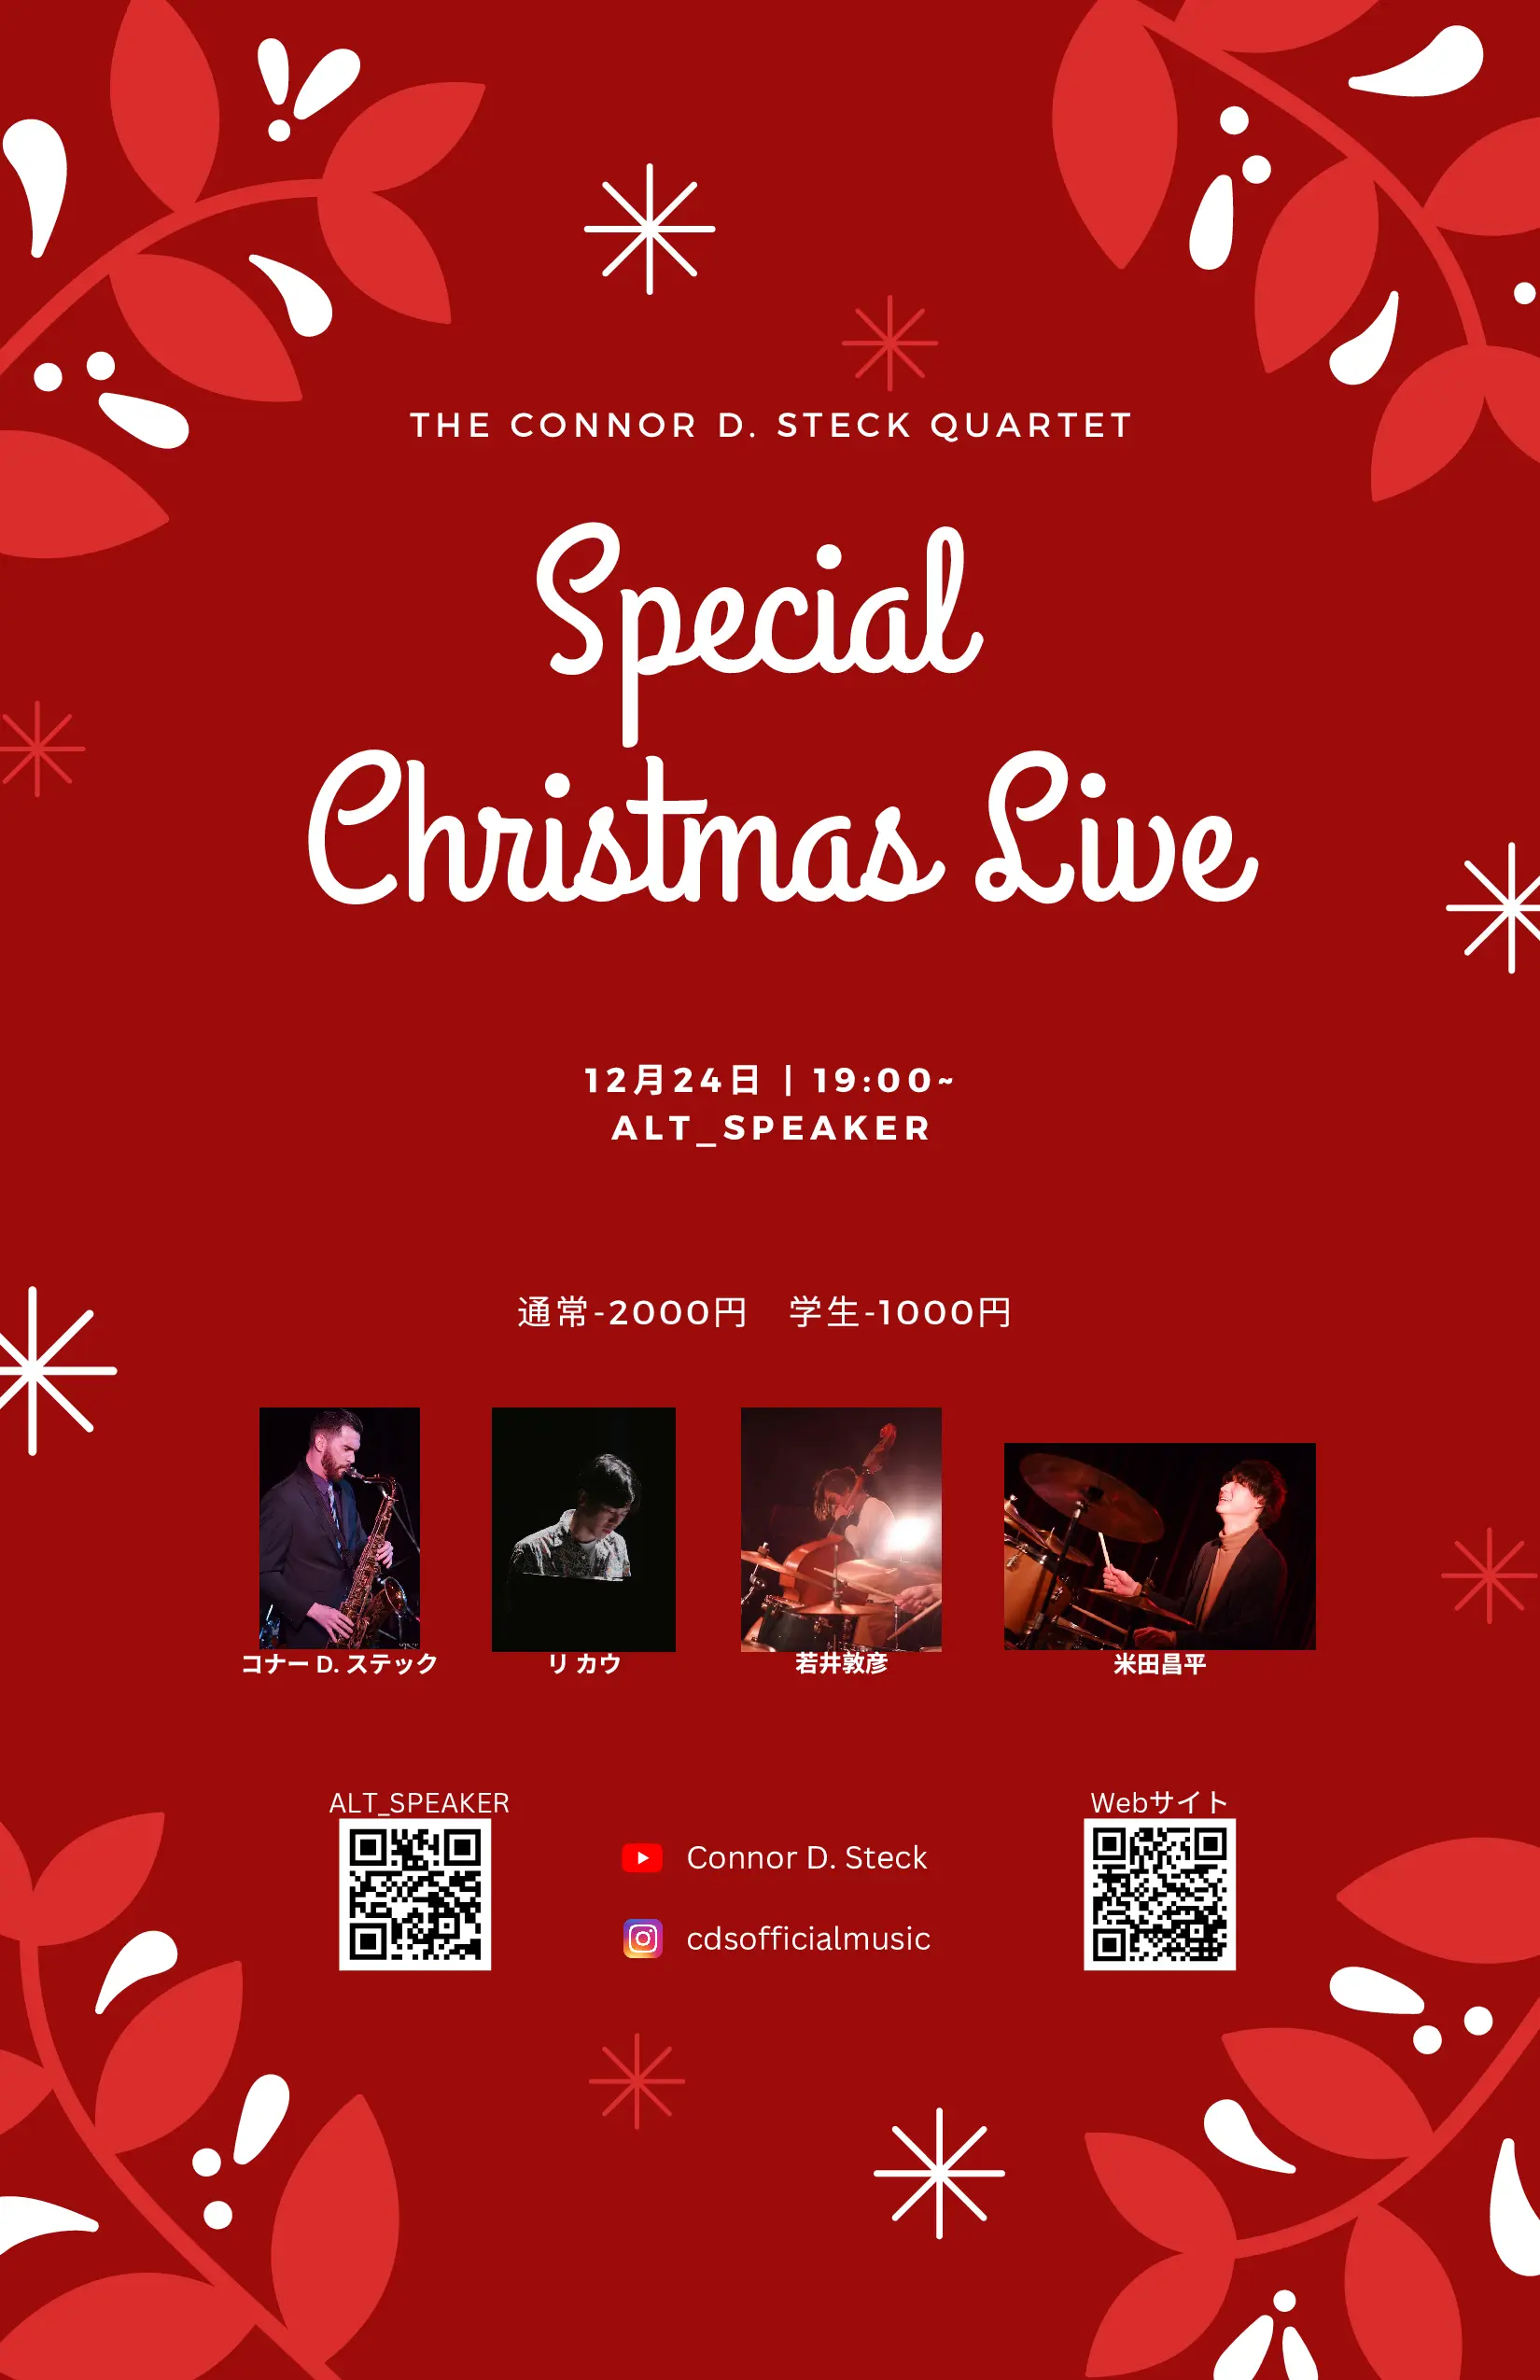 THE CONNOR D. STECK QUARTET
Special
Christmas Live
12月24日 | 19:00~
ALT_SPEAKER
通常-2000円　学生-1000円
コナー D. ステック
リ カウ
若井敦彦
米田昌平
ALT_SPEAKER
Webサイト
Connor D. Steck
cdsofficialmusic